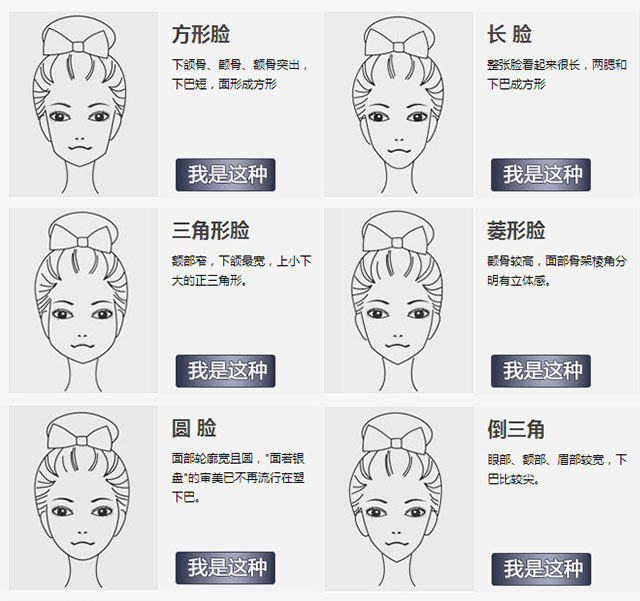 方形脸
下颌骨、颧骨、额骨突出，
下巴短，面形成方形
我是这种
长 脸
整张脸看起来很长，两腮和
下巴成方形
我是这种
三角形脸
额部窄，下颌最宽，上小下
大的正三角形。
我是这种
菱形脸
颧骨较高，面部骨架棱角分
明有立体感。
我是这种
圆 脸
面部轮廓宽且圆，"面若银
盘"的审美已不再流行在塑
下巴。
我是这种
倒三角
眼部、额部、眉部较宽，下
巴比较尖。
我是这种